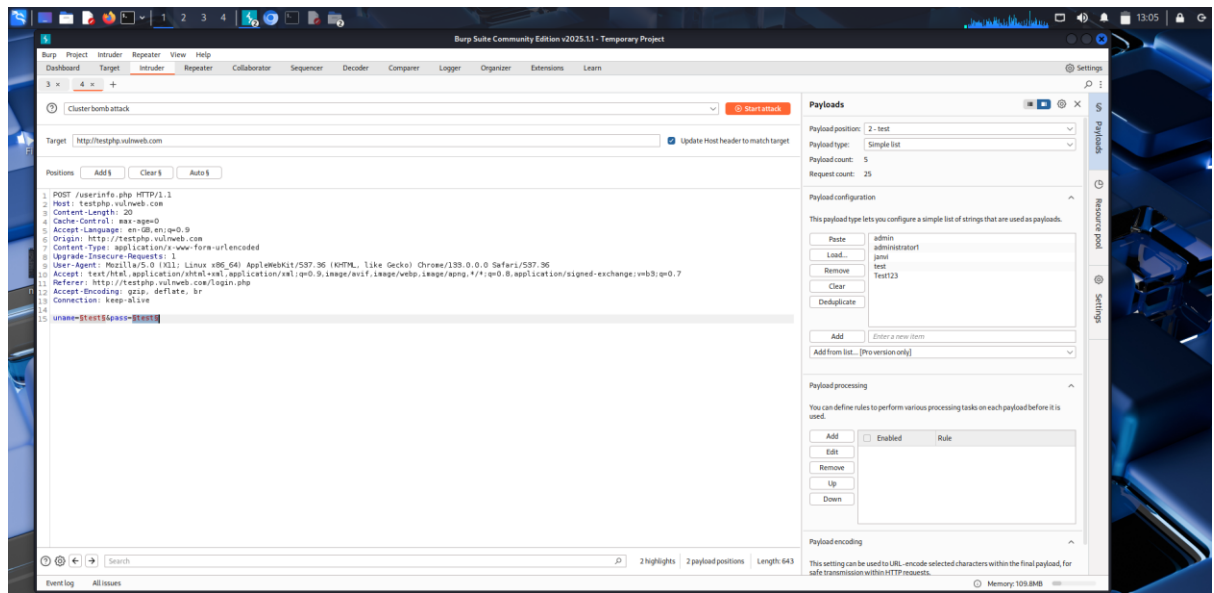 1 2 3 4 13:05
Burp Suite Community Edition v2025.1.1 - Temporary Project
Burp Project Intruder Repeater View Help
Dashboard Target Intruder Repeater Collaborator Sequencer Decoder Comparer Logger Organizer Extensions Learn Settings
3 × 4 × +
Cluster bomb attack Start attack
Target http://testphp.vulnweb.com Update Host header to match target
Positions Add § Clear § Auto §
1 POST /userinfo.php HTTP/1.1
2 Host: testphp.vulnweb.com
3 Content-Length: 20
4 Cache-Control: max-age=0
5 Accept-Language: en-GB,en;q=0.9
6 Origin: http://testphp.vulnweb.com
7 Content-Type: application/x-www-form-urlencoded
8 Upgrade-Insecure-Requests: 1
9 User-Agent: Mozilla/5.0 (X11; Linux x86_64) AppleWebKit/537.36 (KHTML, like Gecko) Chrome/133.0.0.0 Safari/537.36
10 Accept: text/html,application/xhtml+xml,application/xml;q=0.9,image/avif,image/webp,image/apng,*/*;q=0.8,application/signed-exchange;v=b3;q=0.7
11 Referer: http://testphp.vulnweb.com/login.php
12 Accept-Encoding: gzip, deflate, br
13 Connection: keep-alive
14
15 uname=§test§&pass=§test§
Search 2 highlights 2 payload positions Length: 643
Payloads
Payload position: 2 - test
Payload type: Simple list
Payload count: 5
Request count: 25
Payload configuration
This payload type lets you configure a simple list of strings that are used as payloads.
Paste
Load...
Remove
Clear
Deduplicate
admin
administrator1
janvi
test
Test123
Add Enter a new item
Add from list... [Pro version only]
Payload processing
You can define rules to perform various processing tasks on each payload before it is
used.
Add Enabled Rule
Edit
Remove
Up
Down
Payload encoding
This setting can be used to URL-encode selected characters within the final payload, for
safe transmission within HTTP requests.
Payloads
Resource pool
Settings
Event log All issues Memory: 109.8MB